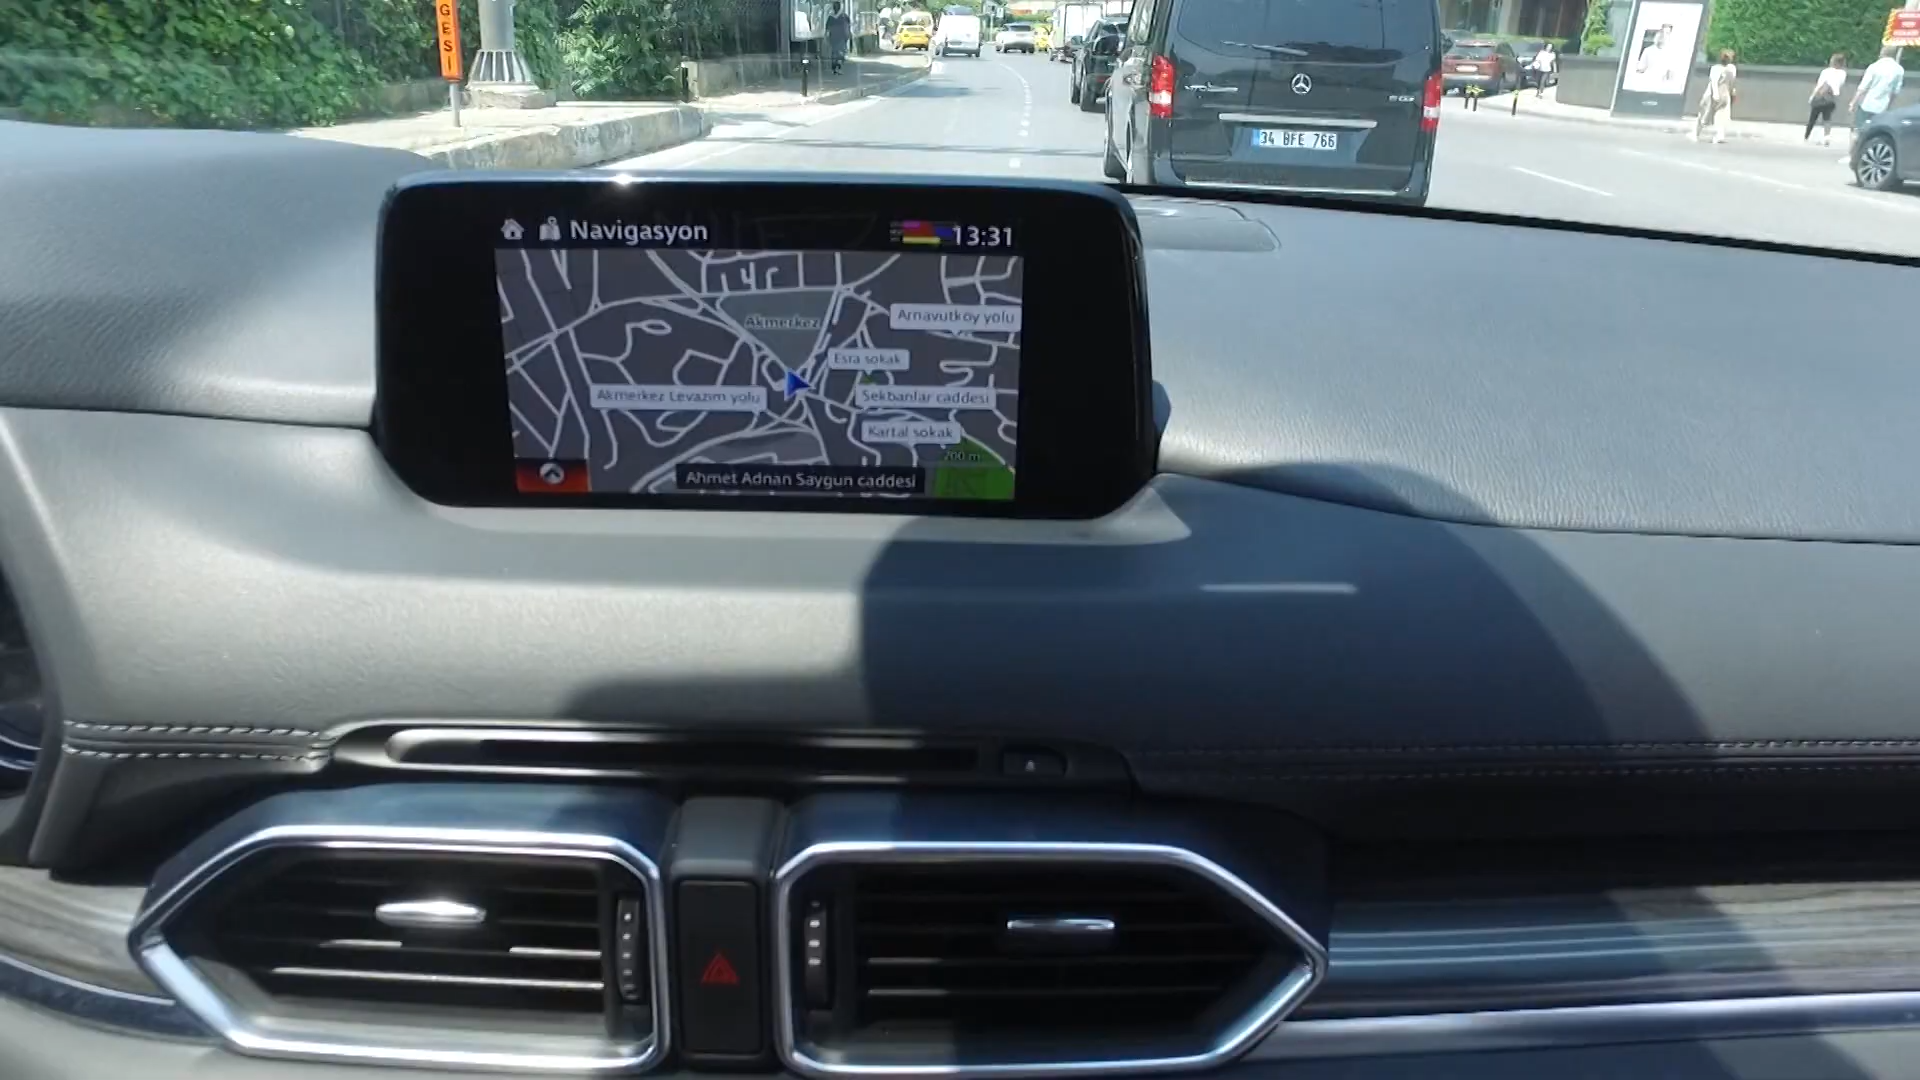 GESİ
34 BFE 766
Navigasyon
13:31
Akmerkez
Arnavutköy yolu
Esra sokak
Akmerkez Levazım yolu
Sekbanlar caddesi
Kartal sokak
200 m
Ahmet Adnan Saygun caddesi